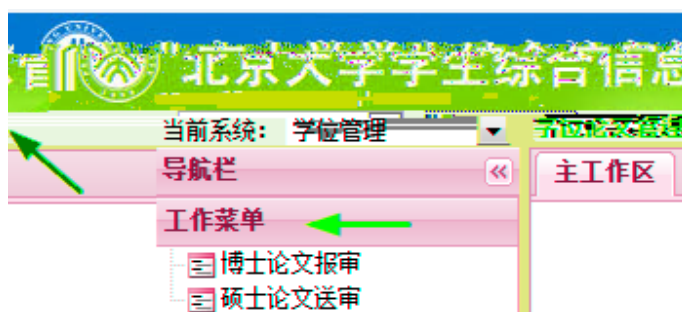 北京大学学生综合信息
当前系统： 学位管理
导航栏
主工作区
工作菜单
博士论文报审
硕士论文送审